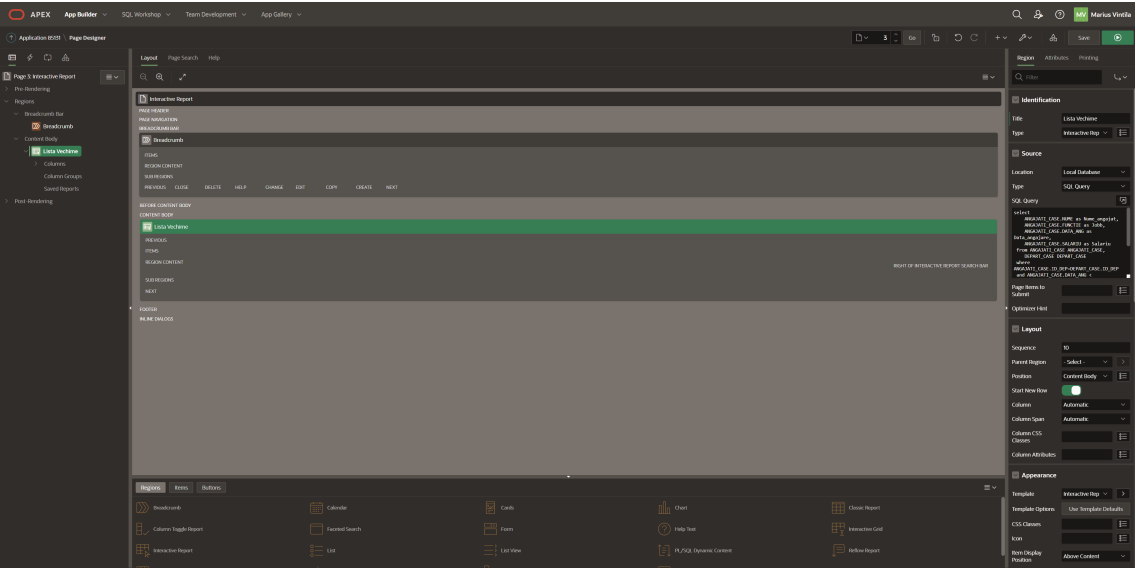 APEX App Builder SQL Workshop Team Development App Gallery MV Marius Vintila
Application 85131 \ Page Designer 3 Go Save
Page 3: Interactive Report
Pre-Rendering
Regions
Breadcrumb Bar
Breadcrumb
Content Body
Lista Vechime
Columns
Column Groups
Saved Reports
Post-Rendering
Layout Page Search Help
Interactive Report
PAGE HEADER
PAGE NAVIGATION
BREADCRUMB BAR
Breadcrumb
ITEMS
REGION CONTENT
SUB REGIONS
PREVIOUS CLOSE DELETE HELP CHANGE EDIT COPY CREATE NEXT
BEFORE CONTENT BODY
CONTENT BODY
Lista Vechime
PREVIOUS
ITEMS
REGION CONTENT
RIGHT OF INTERACTIVE REPORT SEARCH BAR
SUB REGIONS
NEXT
FOOTER
INLINE DIALOGS
Regions Items Buttons
Breadcrumb Calendar Cards Chart Classic Report
Column Toggle Report Faceted Search Form Help Text Interactive Grid
Interactive Report List List View PL/SQL Dynamic Content Reflow Report
Region Attributes Printing
Filter
Identification
Title Lista Vechime
Type Interactive Rep
Source
Location Local Database
Type SQL Query
SQL Query
select
ANGAJATI_CASE.NUME as Nume_angajat,
ANGAJATI_CASE.FUNCTIE as Jobb,
ANGAJATI_CASE.DATA_ANG as
Data_angajare,
ANGAJATI_CASE.SALARIU as Salariu
from ANGAJATI_CASE ANGAJATI_CASE,
DEPART_CASE DEPART_CASE
where
ANGAJATI_CASE.ID_DEP=DEPART_CASE.ID_DEP
and ANGAJATI_CASE.DATA_ANG <
Page Items to
Submit
Optimizer Hint
Layout
Sequence 10
Parent Region - Select -
Position Content Body
Start New Row
Column Automatic
Column Span Automatic
Column CSS
Classes
Column Attributes
Appearance
Template Interactive Rep
Template Options Use Template Defaults
CSS Classes
Icon
Item Display
Position Above Content